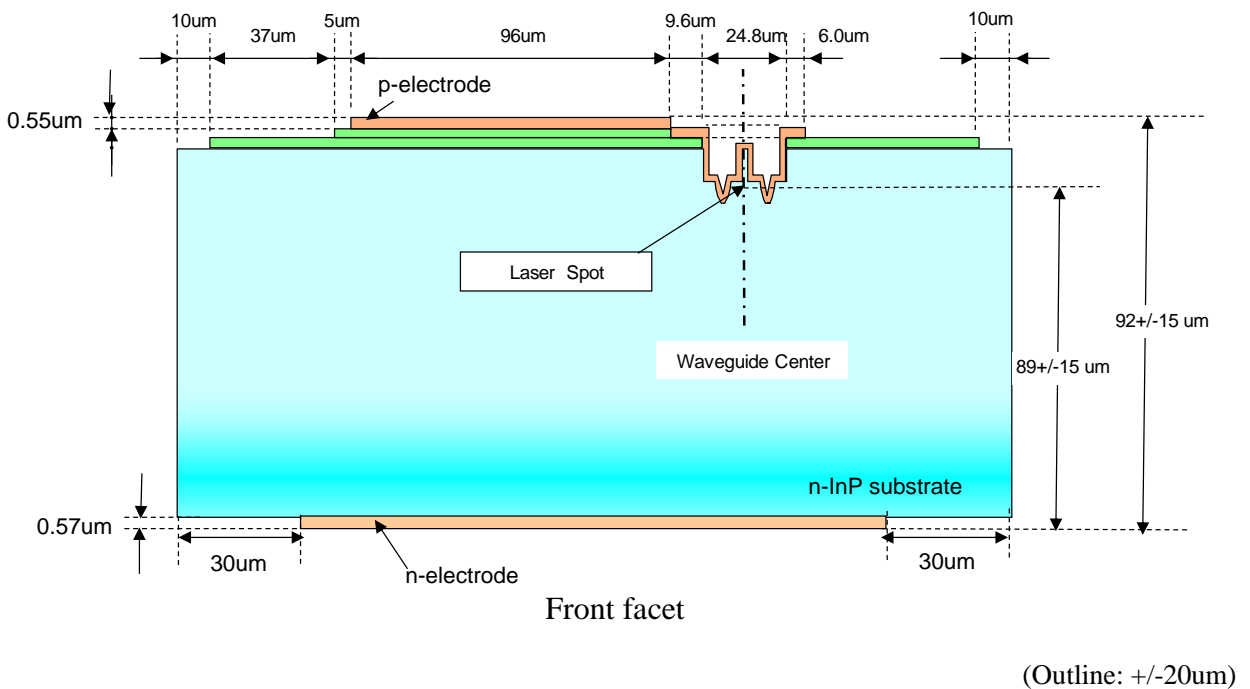 10um 5um 9.6um 10um
37um 96um 24.8um 6.0um
p-electrode
0.55um
Laser Spot
92+/-15 um
Waveguide Center
89+/-15 um
n-InP substrate
0.57um
30um 30um
n-electrode
Front facet
(Outline: +/-20um)